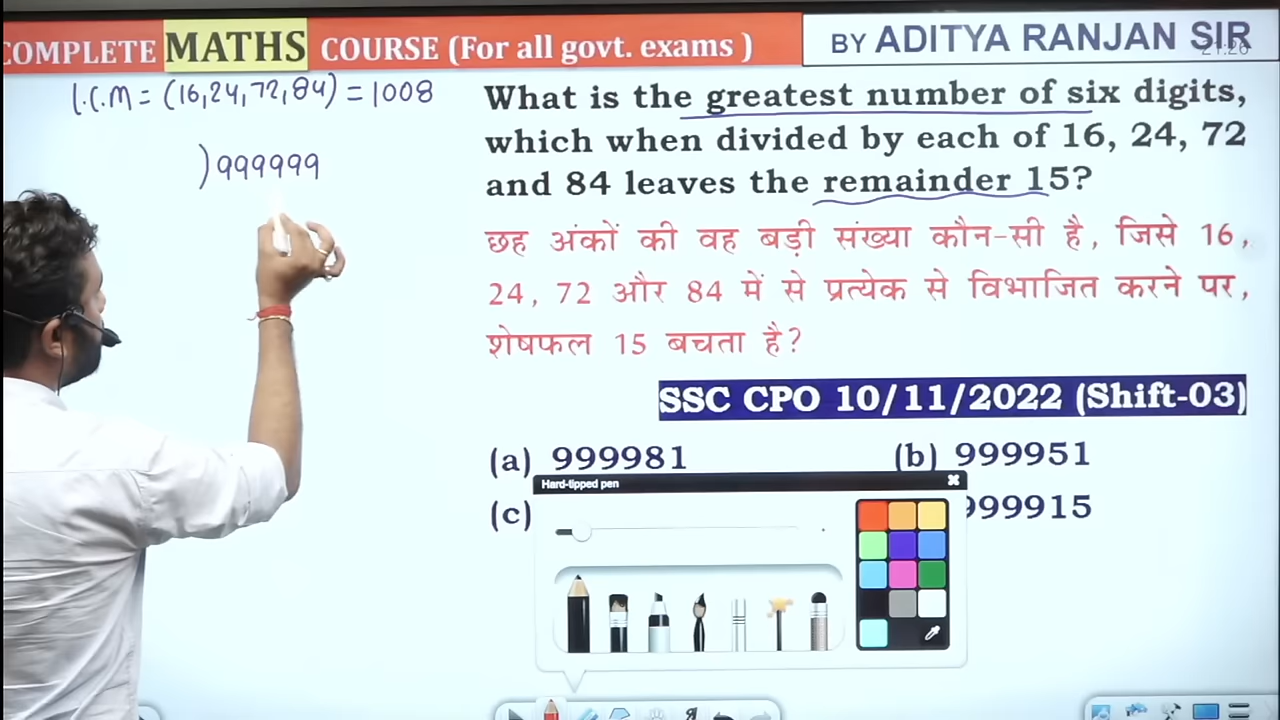 COMPLETE MATHS COURSE (For all govt. exams )
BY ADITYA RANJAN SIR
21:26
L.C.M = (16,24,72,84) = 1008
)999999
What is the greatest number of six digits,
which when divided by each of 16, 24, 72
and 84 leaves the remainder 15?
छह अंकों की वह बड़ी संख्या कौन-सी है, जिसे 16,
24, 72 और 84 में से प्रत्येक से विभाजित करने पर,
शेषफल 15 बचता है?
SSC CPO 10/11/2022 (Shift-03)
(a) 999981 (b) 999951
Hard-tipped pen
(c) 999915